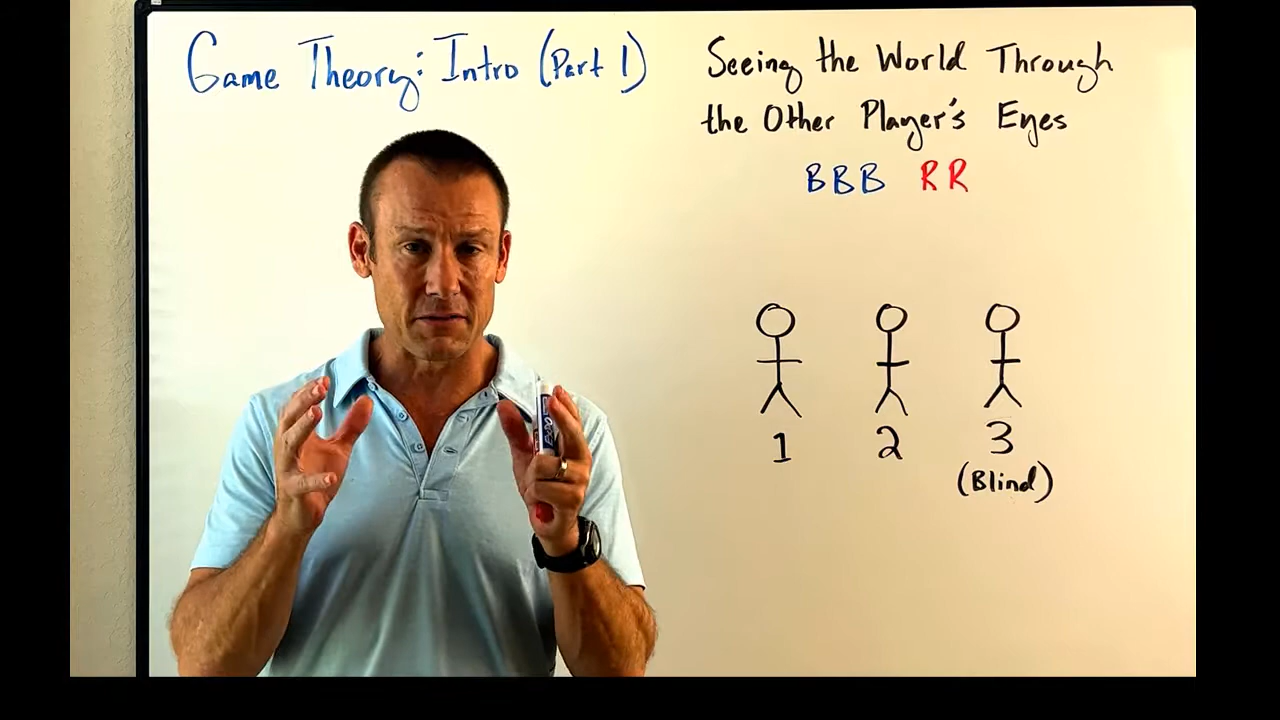 Game Theory: Intro (Part 1)
Seeing the World Through
the Other Player's Eyes
BBB RR
1 2 3
(Blind)
EXPO